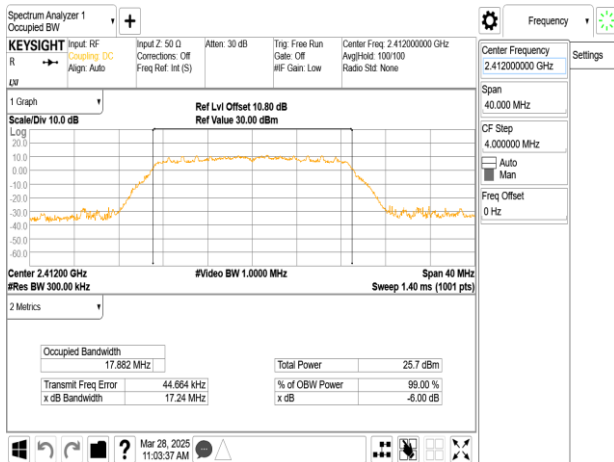 Spectrum Analyzer 1
Occupied BW
Frequency
KEYSIGHT
R
LXI
Input: RF
Coupling: DC
Align: Auto
Input Z: 50 Ω
Corrections: Off
Freq Ref: Int (S)
Atten: 30 dB
Trig: Free Run
Gate: Off
#IF Gain: Low
Center Freq: 2.412000000 GHz
Avg|Hold: 100/100
Radio Std: None
Center Frequency
2.412000000 GHz
Settings
Span
40.000 MHz
CF Step
4.000000 MHz
Auto
Man
Freq Offset
0 Hz
1 Graph
Scale/Div 10.0 dB
Ref Lvl Offset 10.80 dB
Ref Value 30.00 dBm
Log
20.0
10.0
0.00
-10.0
-20.0
-30.0
-40.0
-50.0
-60.0
Center 2.41200 GHz
#Res BW 300.00 kHz
#Video BW 1.0000 MHz
Span 40 MHz
Sweep 1.40 ms (1001 pts)
2 Metrics
Occupied Bandwidth
17.882 MHz
Total Power 25.7 dBm
Transmit Freq Error 44.664 kHz
% of OBW Power 99.00 %
x dB Bandwidth 17.24 MHz
x dB -6.00 dB
?
Mar 28, 2025
11:03:37 AM